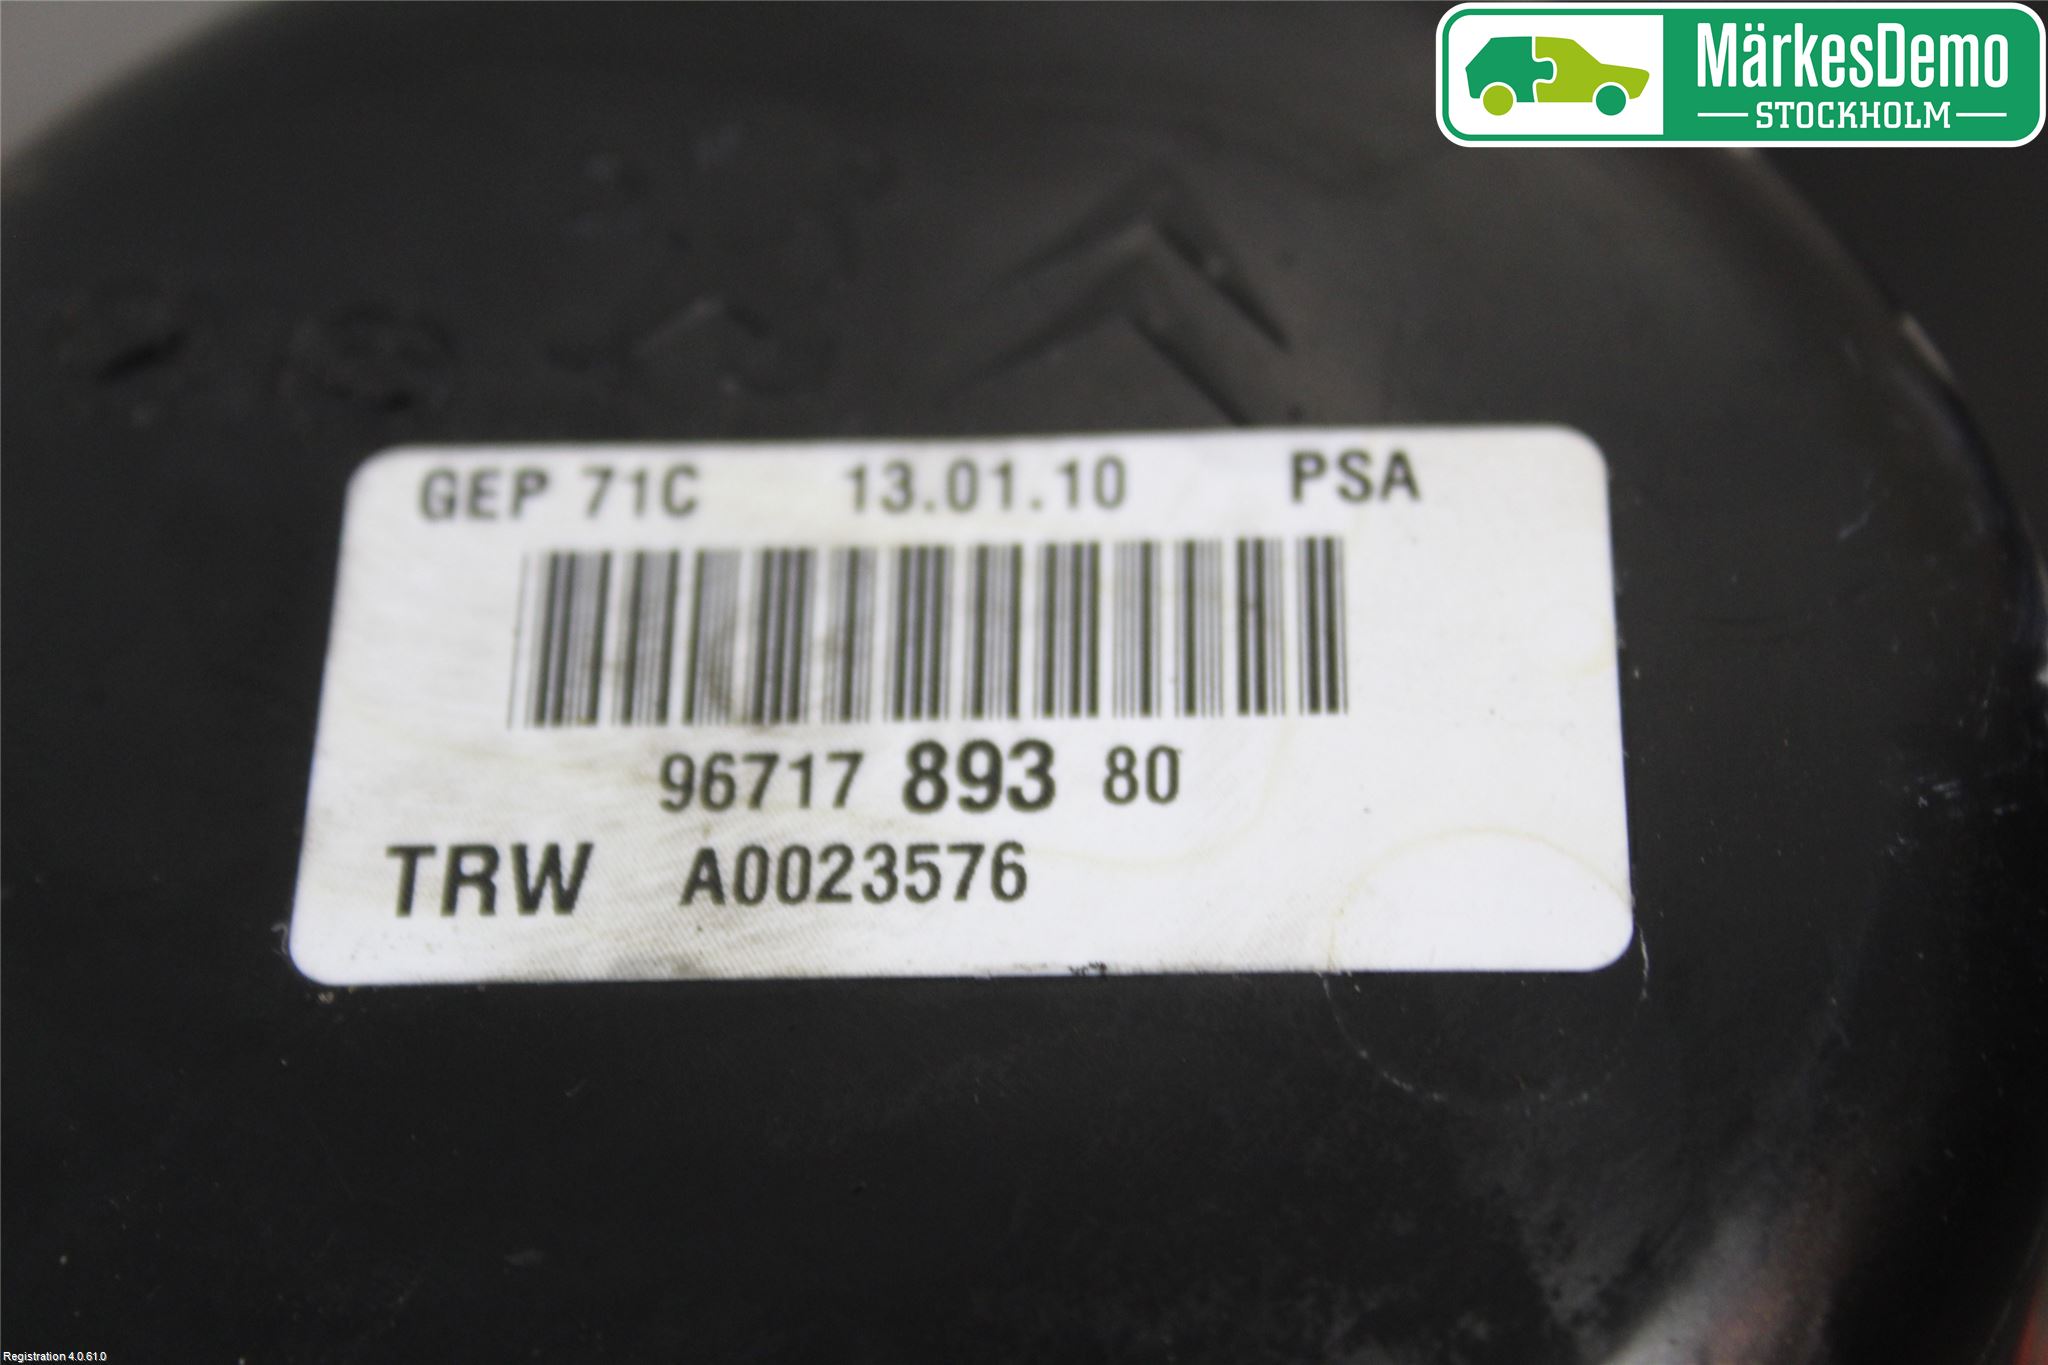 MärkesDemo
STOCKHOLM
GEP 71C 13.01.10 PSA
96717 893 80
TRW A0023576
Registration 4.0.61.0